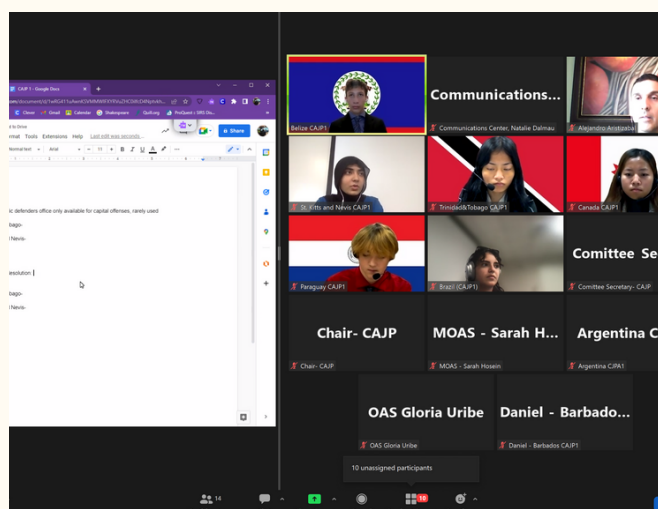 CAJP 1 - Google Docs
Clever
Gmail
Calendar
Shakespeare
Quill.org
ProQuest
Tools Extensions Help Last edit was seconds...
Share
Normal text
Arial
11
B I U A
ic defenders office only available for capital offenses, rarely used
bago-
l Nevis-
Resolution:
bago-
l Nevis-
Belize CAJP1
Communications...
Communications Center, Natalie Dalmau
Alejandro Aristizabal
St. Kitts and Nevis CAJP1
Trinidad&Tobago CAJP1
Canada CAJP1
Paraguay CAJP1
Brazil (CAJP1)
Comittee Se
Comittee Secretary- CAJP
Chair- CAJP
Chair- CAJP
MOAS - Sarah H...
MOAS - Sarah Hosein
Argentina C
Argentina CJPA1
OAS Gloria Uribe
OAS Gloria Uribe
Daniel - Barbado...
Daniel - Barbados CAJP1
10 unassigned participants
14
10